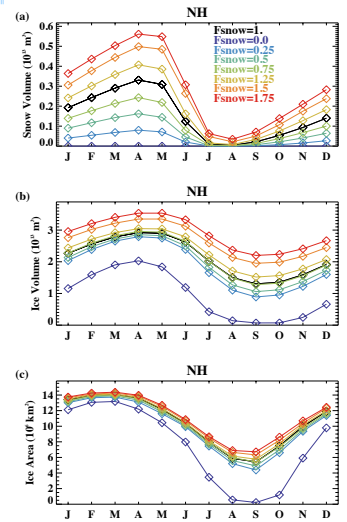 (a) NH
Snow Volume (10¹³ m³)
0.6
0.5
0.4
0.3
0.2
0.1
0.0
Fsnow=1.
Fsnow=0.0
Fsnow=0.25
Fsnow=0.5
Fsnow=0.75
Fsnow=1.25
Fsnow=1.5
Fsnow=1.75
J F M A M J J A S O N D
(b) NH
Ice Volume (10¹³ m³)
3
2
1
0
J F M A M J J A S O N D
(c) NH
Ice Area (10⁶ km²)
14
12
10
8
6
4
2
0
J F M A M J J A S O N D